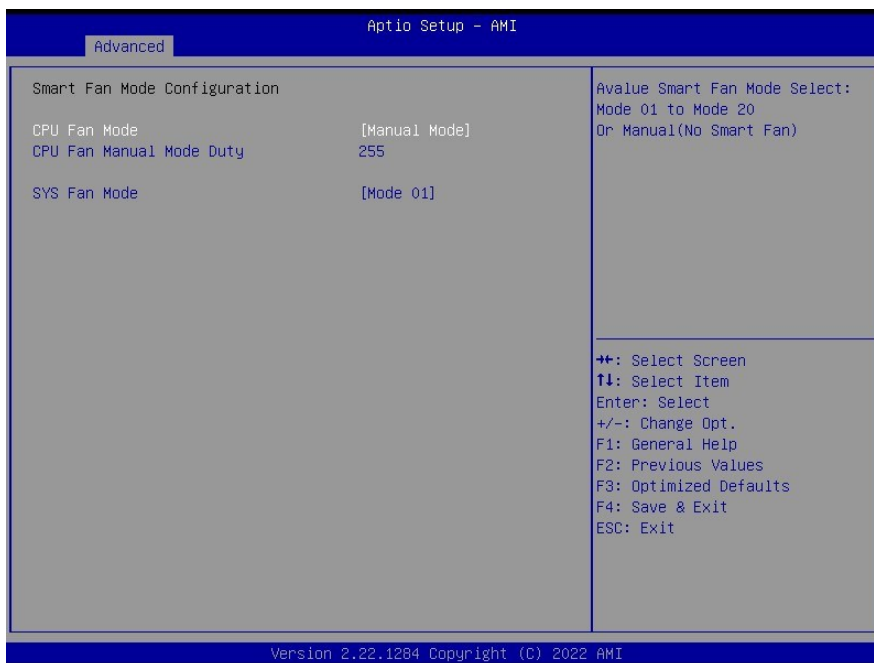 Aptio Setup - AMI
Advanced
Smart Fan Mode Configuration
CPU Fan Mode [Manual Mode]
CPU Fan Manual Mode Duty 255
SYS Fan Mode [Mode 01]
Avalue Smart Fan Mode Select:
Mode 01 to Mode 20
Or Manual(No Smart Fan)
→←: Select Screen
↑↓: Select Item
Enter: Select
+/-: Change Opt.
F1: General Help
F2: Previous Values
F3: Optimized Defaults
F4: Save & Exit
ESC: Exit
Version 2.22.1284 Copyright (C) 2022 AMI